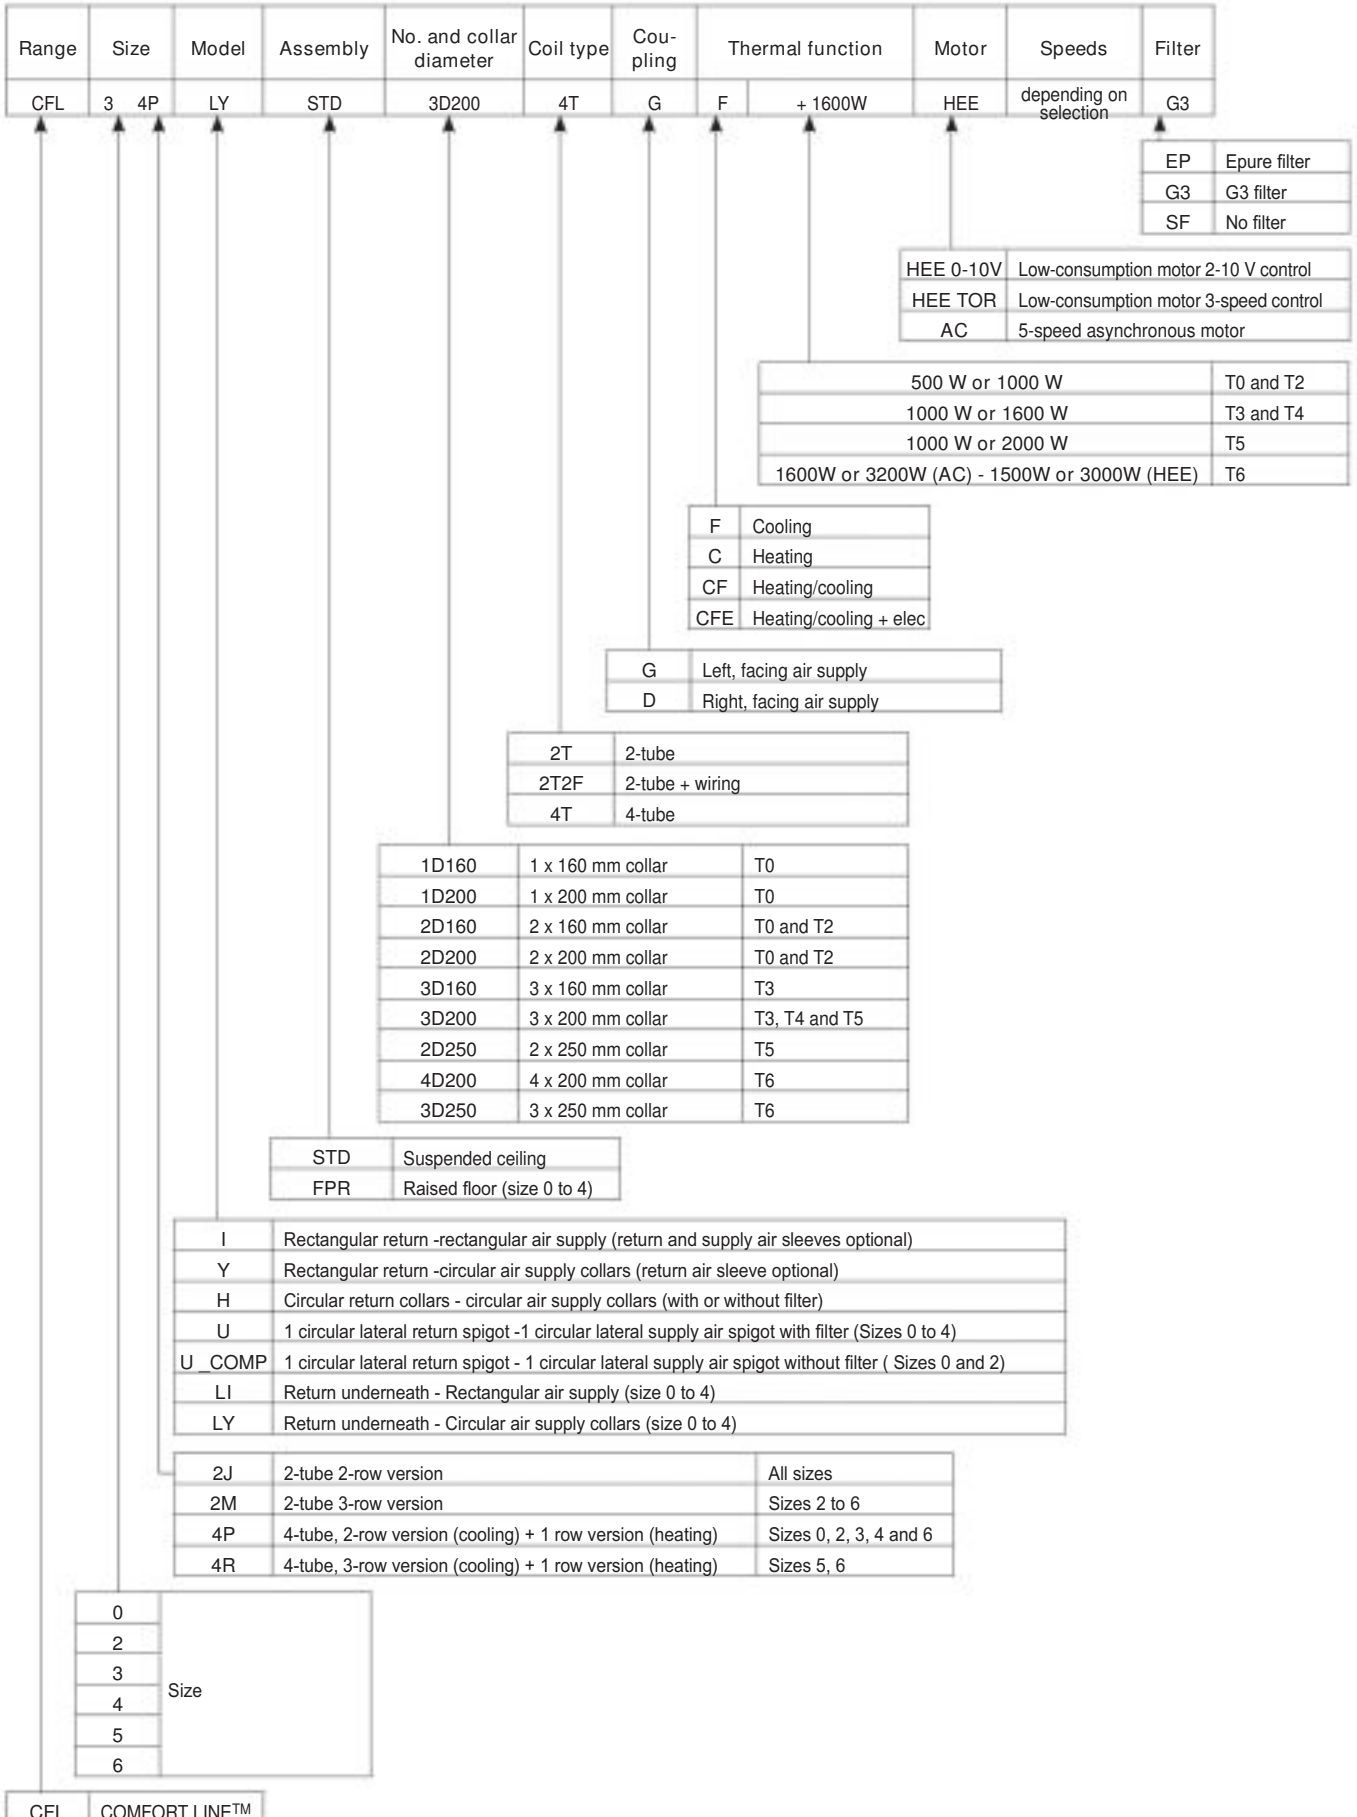 Range Size Model Assembly No. and collar diameter Coil type Cou-pling Thermal function Motor Speeds Filter
CFL 3 4P LY STD 3D200 4T G F + 1600W HEE depending on selection G3
EP Epure filter
G3 G3 filter
SF No filter
HEE 0-10V Low-consumption motor 2-10 V control
HEE TOR Low-consumption motor 3-speed control
AC 5-speed asynchronous motor
500 W or 1000 W T0 and T2
1000 W or 1600 W T3 and T4
1000 W or 2000 W T5
1600W or 3200W (AC) - 1500W or 3000W (HEE) T6
F Cooling
C Heating
CF Heating/cooling
CFE Heating/cooling + elec
G Left, facing air supply
D Right, facing air supply
2T 2-tube
2T2F 2-tube + wiring
4T 4-tube
1D160 1 x 160 mm collar T0
1D200 1 x 200 mm collar T0
2D160 2 x 160 mm collar T0 and T2
2D200 2 x 200 mm collar T0 and T2
3D160 3 x 160 mm collar T3
3D200 3 x 200 mm collar T3, T4 and T5
2D250 2 x 250 mm collar T5
4D200 4 x 200 mm collar T6
3D250 3 x 250 mm collar T6
STD Suspended ceiling
FPR Raised floor (size 0 to 4)
I Rectangular return -rectangular air supply (return and supply air sleeves optional)
Y Rectangular return -circular air supply collars (return air sleeve optional)
H Circular return collars - circular air supply collars (with or without filter)
U 1 circular lateral return spigot -1 circular lateral supply air spigot with filter (Sizes 0 to 4)
U _COMP 1 circular lateral return spigot - 1 circular lateral supply air spigot without filter ( Sizes 0 and 2)
LI Return underneath - Rectangular air supply (size 0 to 4)
LY Return underneath - Circular air supply collars (size 0 to 4)
2J 2-tube 2-row version All sizes
2M 2-tube 3-row version Sizes 2 to 6
4P 4-tube, 2-row version (cooling) + 1 row version (heating) Sizes 0, 2, 3, 4 and 6
4R 4-tube, 3-row version (cooling) + 1 row version (heating) Sizes 5, 6
0
2
3
Size
4
5
6
CFL COMFORT LINE™